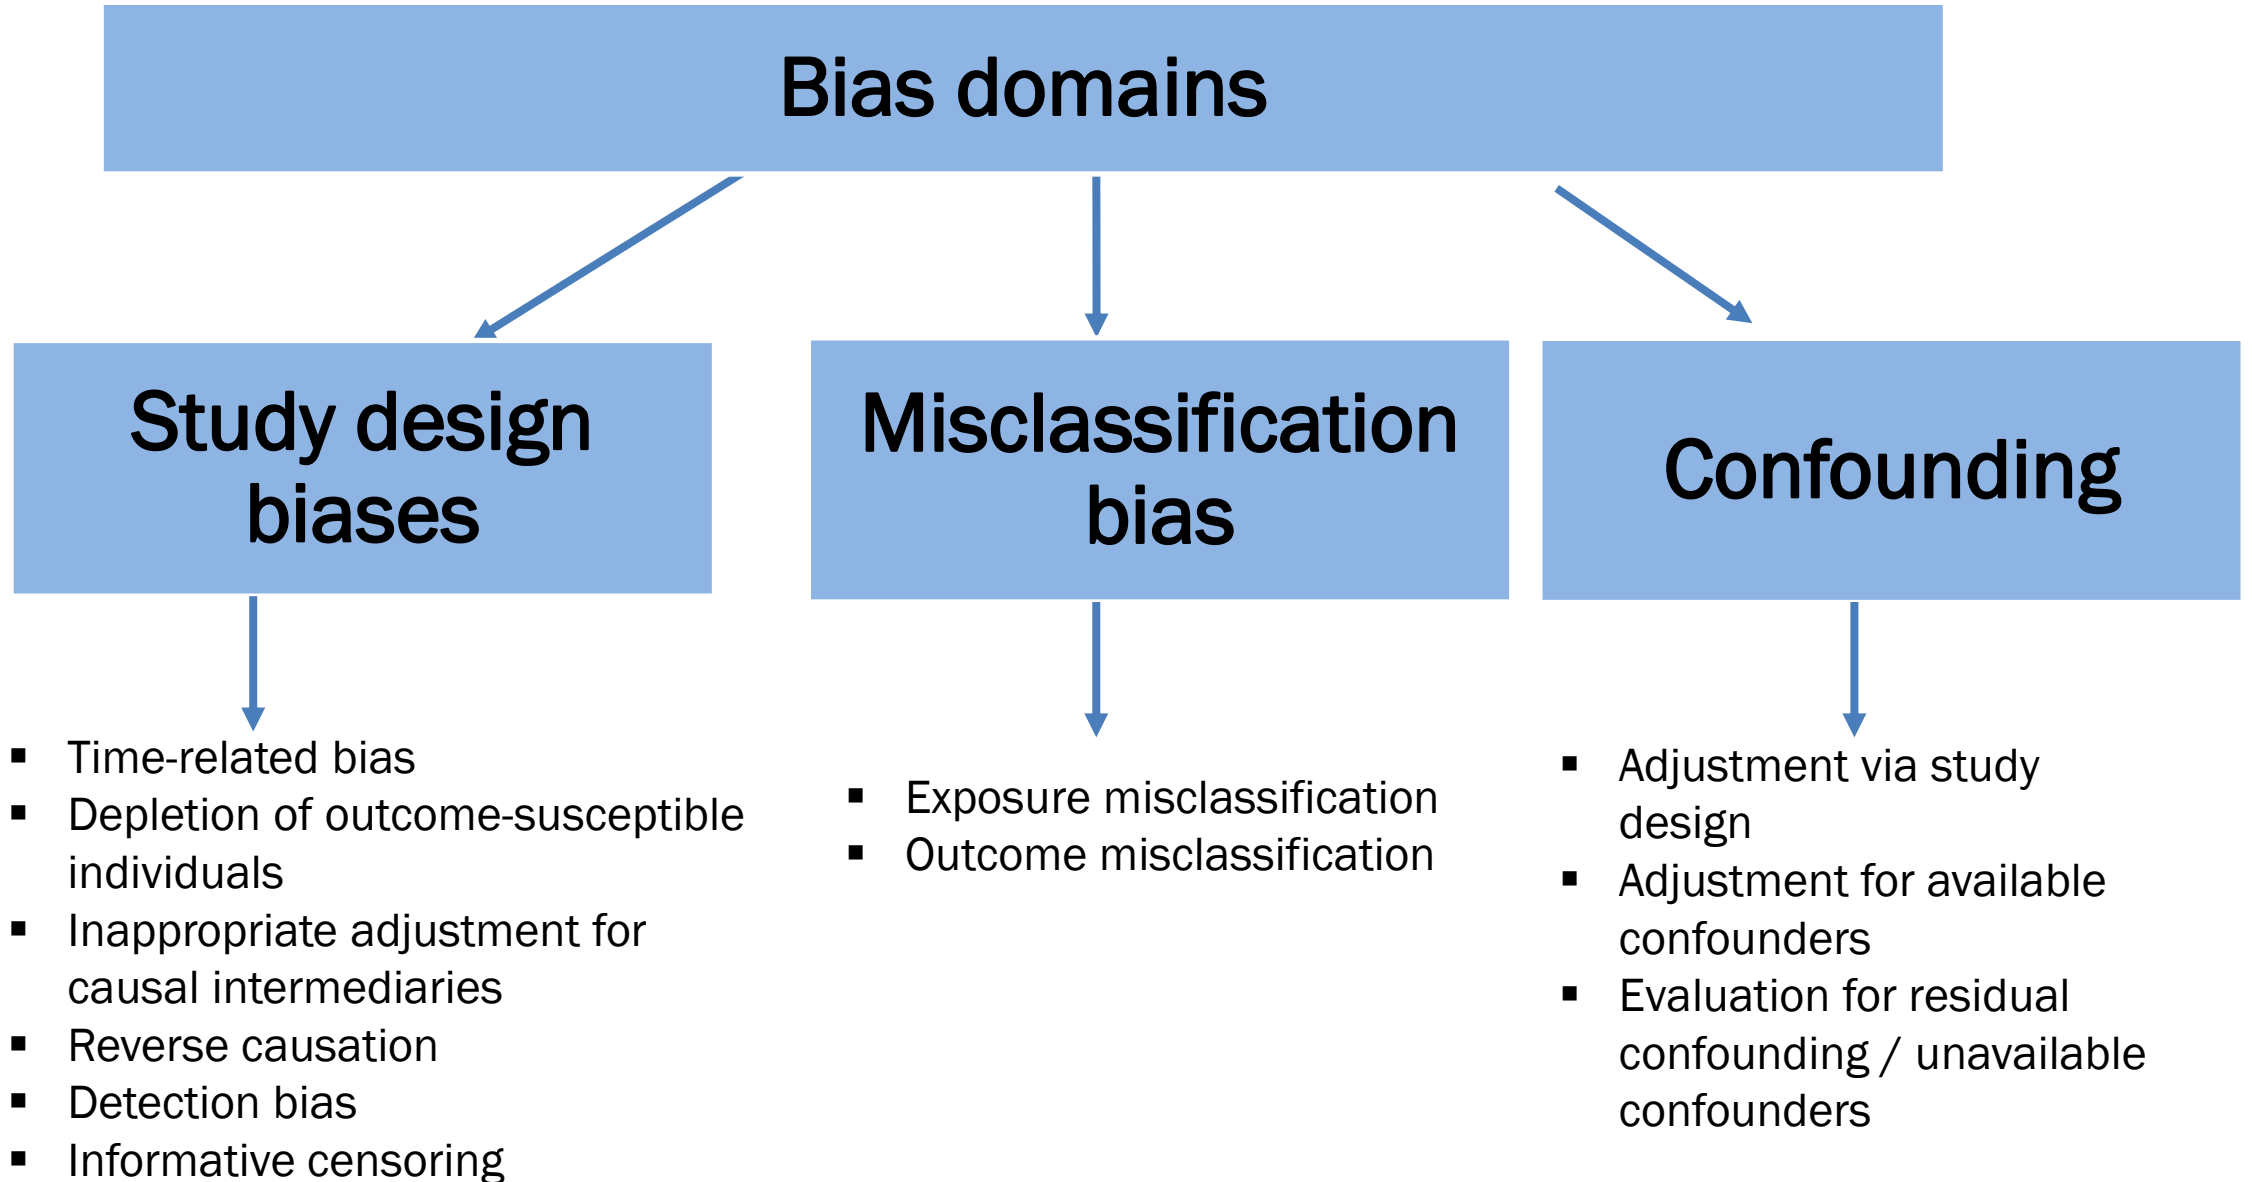 Bias domains
Study design
biases
Misclassification
bias
Confounding
▪ Time-related bias
▪ Depletion of outcome-susceptible
individuals
▪ Inappropriate adjustment for
causal intermediaries
▪ Reverse causation
▪ Detection bias
▪ Informative censoring
▪ Exposure misclassification
▪ Outcome misclassification
▪ Adjustment via study
design
▪ Adjustment for available
confounders
▪ Evaluation for residual
confounding / unavailable
confounders